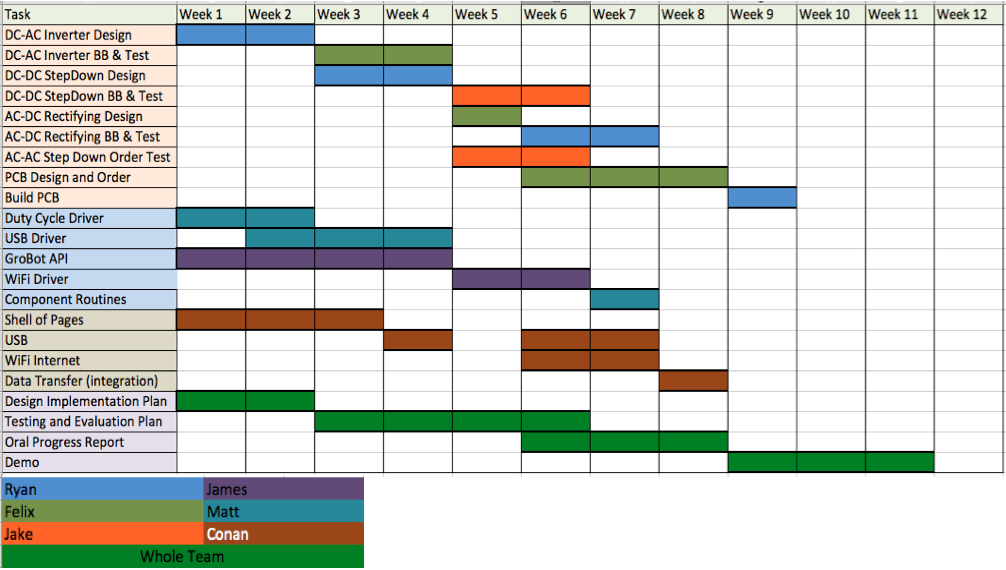 Task Week 1 Week 2 Week 3 Week 4 Week 5 Week 6 Week 7 Week 8 Week 9 Week 10 Week 11 Week 12
DC-AC Inverter Design
DC-AC Inverter BB & Test
DC-DC StepDown Design
DC-DC StepDown BB & Test
AC-DC Rectifying Design
AC-DC Rectifying BB & Test
AC-AC Step Down Order Test
PCB Design and Order
Build PCB
Duty Cycle Driver
USB Driver
GroBot API
WiFi Driver
Component Routines
Shell of Pages
USB
WiFi Internet
Data Transfer (integration)
Design Implementation Plan
Testing and Evaluation Plan
Oral Progress Report
Demo
Ryan James
Felix Matt
Jake Conan
Whole Team